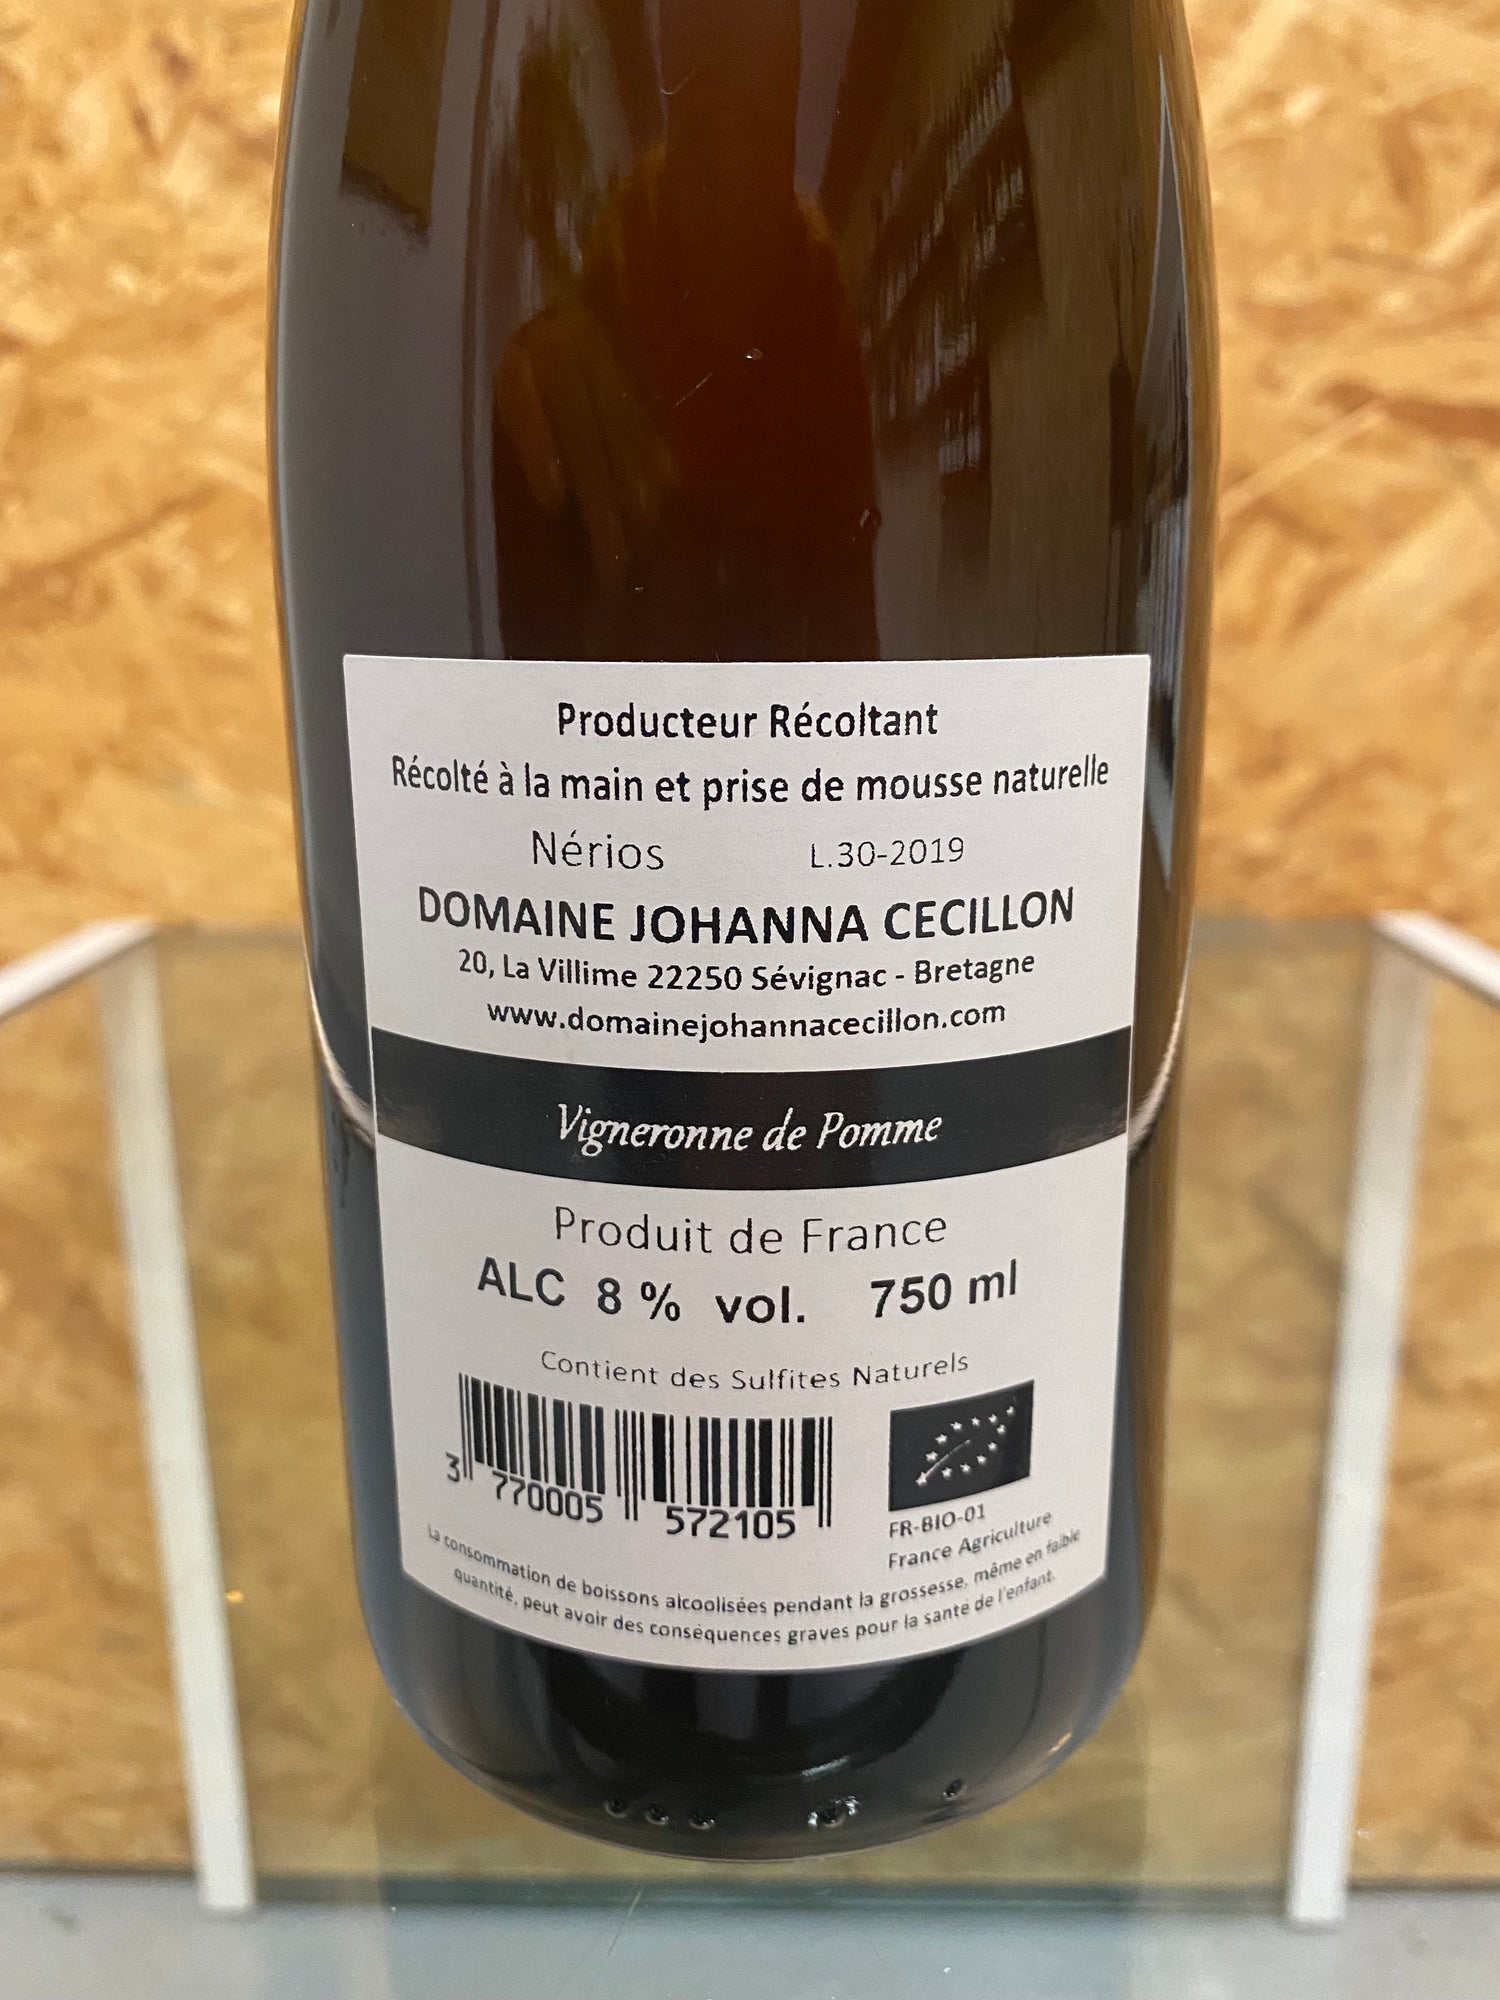 Producteur Récoltant
Récolté à la main et prise de mousse naturelle
Nérios L.30-2019
DOMAINE JOHANNA CECILLON
20, La Villime 22250 Sévignac - Bretagne
www.domainejohannacecillon.com
Vigneronne de Pomme
Produit de France
ALC 8 % vol. 750 ml
Contient des Sulfites Naturels
3 770005 572105
FR-BIO-01
France Agriculture
La consommation de boissons alcoolisées pendant la grossesse, même en faible
quantité, peut avoir des conséquences graves pour la santé de l'enfant.